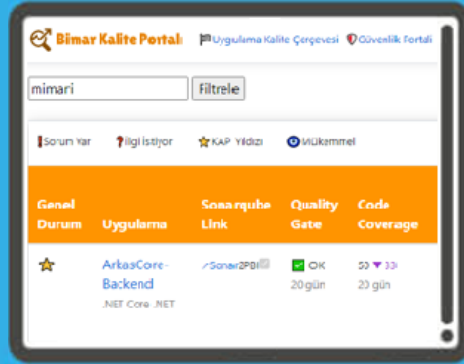 Bimar Kalite Portalı
Uygulama Kalite Çerçevesi Güvenlik Portali
mimari Filtrele
Sorun Var İlgi İstiyor KAP Yıldızı Mükemmel
Genel Durum Uygulama Sonarqube Link Quality Gate Code Coverage
ArkasCore-Backend
.NET Core .NET
OK
20 gün
20 gün